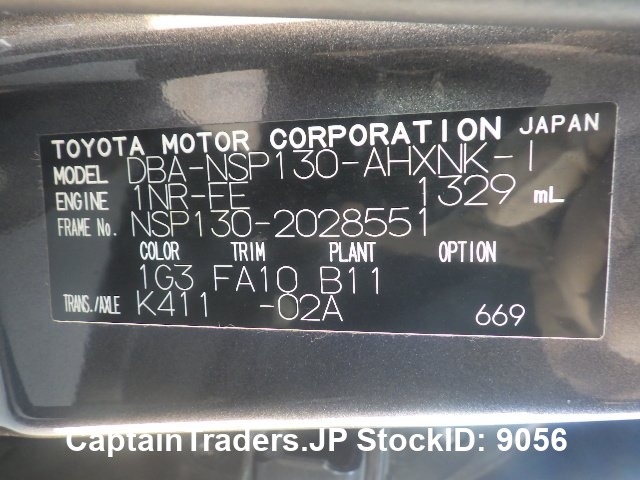 TOYOTA MOTOR CORPORATION JAPAN
MODEL DBA-NSP130-AHXNK-I
ENGINE 1NR-FE 1329 mL
FRAME No. NSP130-2028551
COLOR TRIM PLANT OPTION
1G3 FA10 B11
TRANS./AXLE K411 -02A 669
CaptainTraders.JP StockID: 9056